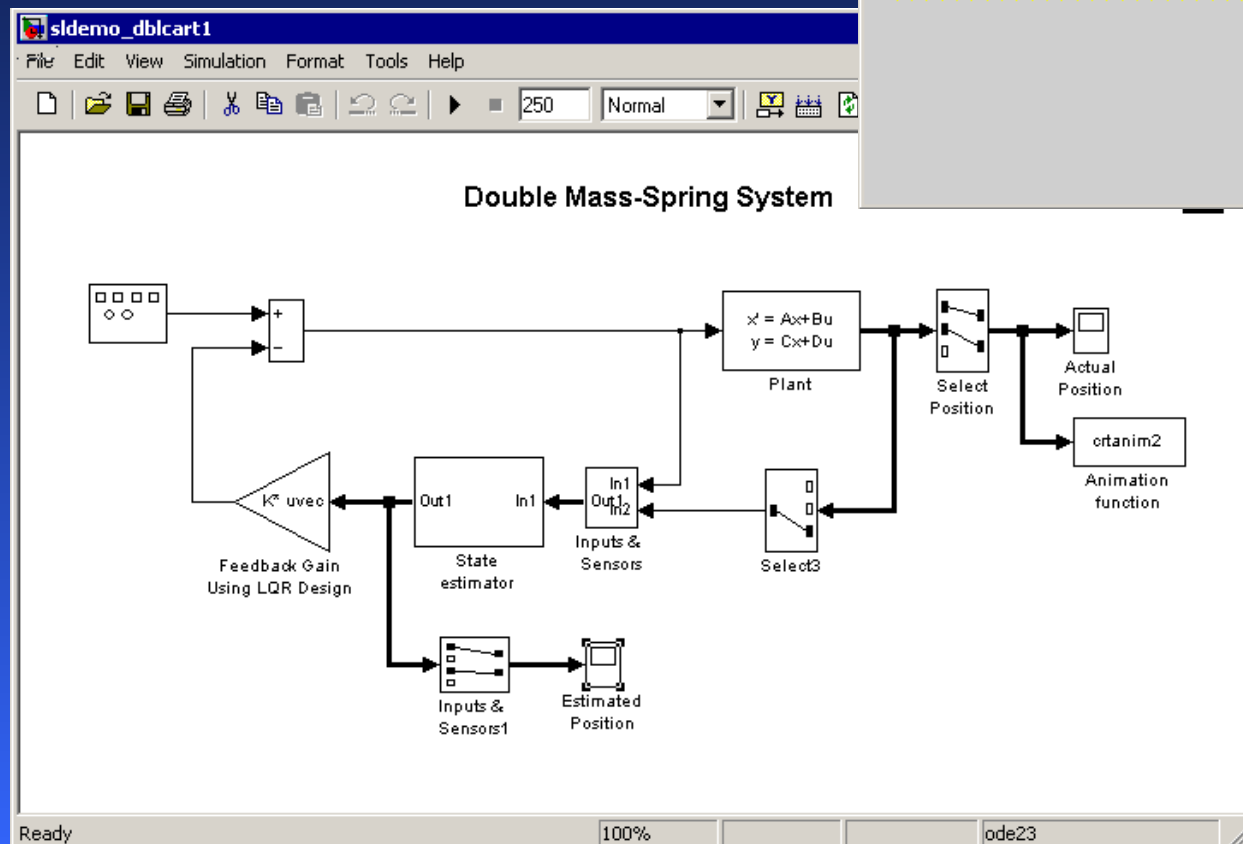 sldemo_dblcart1
File Edit View Simulation Format Tools Help
250 Normal
Double Mass-Spring System
+
−
x' = Ax+Bu
y = Cx+Du
Plant
Select
Position
Actual
Position
crtanim2
Animation
function
K* uvec
Feedback Gain
Using LQR Design
Out1 In1
State
estimator
In1
Out1
In2
Inputs &
Sensors
Select3
Inputs &
Sensors1
Estimated
Position
Ready 100% ode23